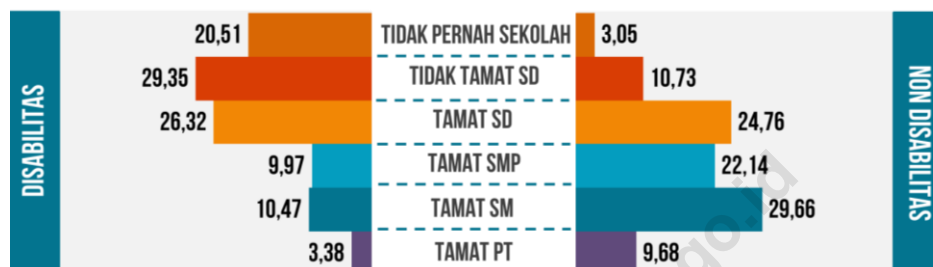 DISABILITAS
20,51 TIDAK PERNAH SEKOLAH 3,05
29,35 TIDAK TAMAT SD 10,73
26,32 TAMAT SD 24,76
9,97 TAMAT SMP 22,14
10,47 TAMAT SM 29,66
3,38 TAMAT PT 9,68
NON DISABILITAS
go.id